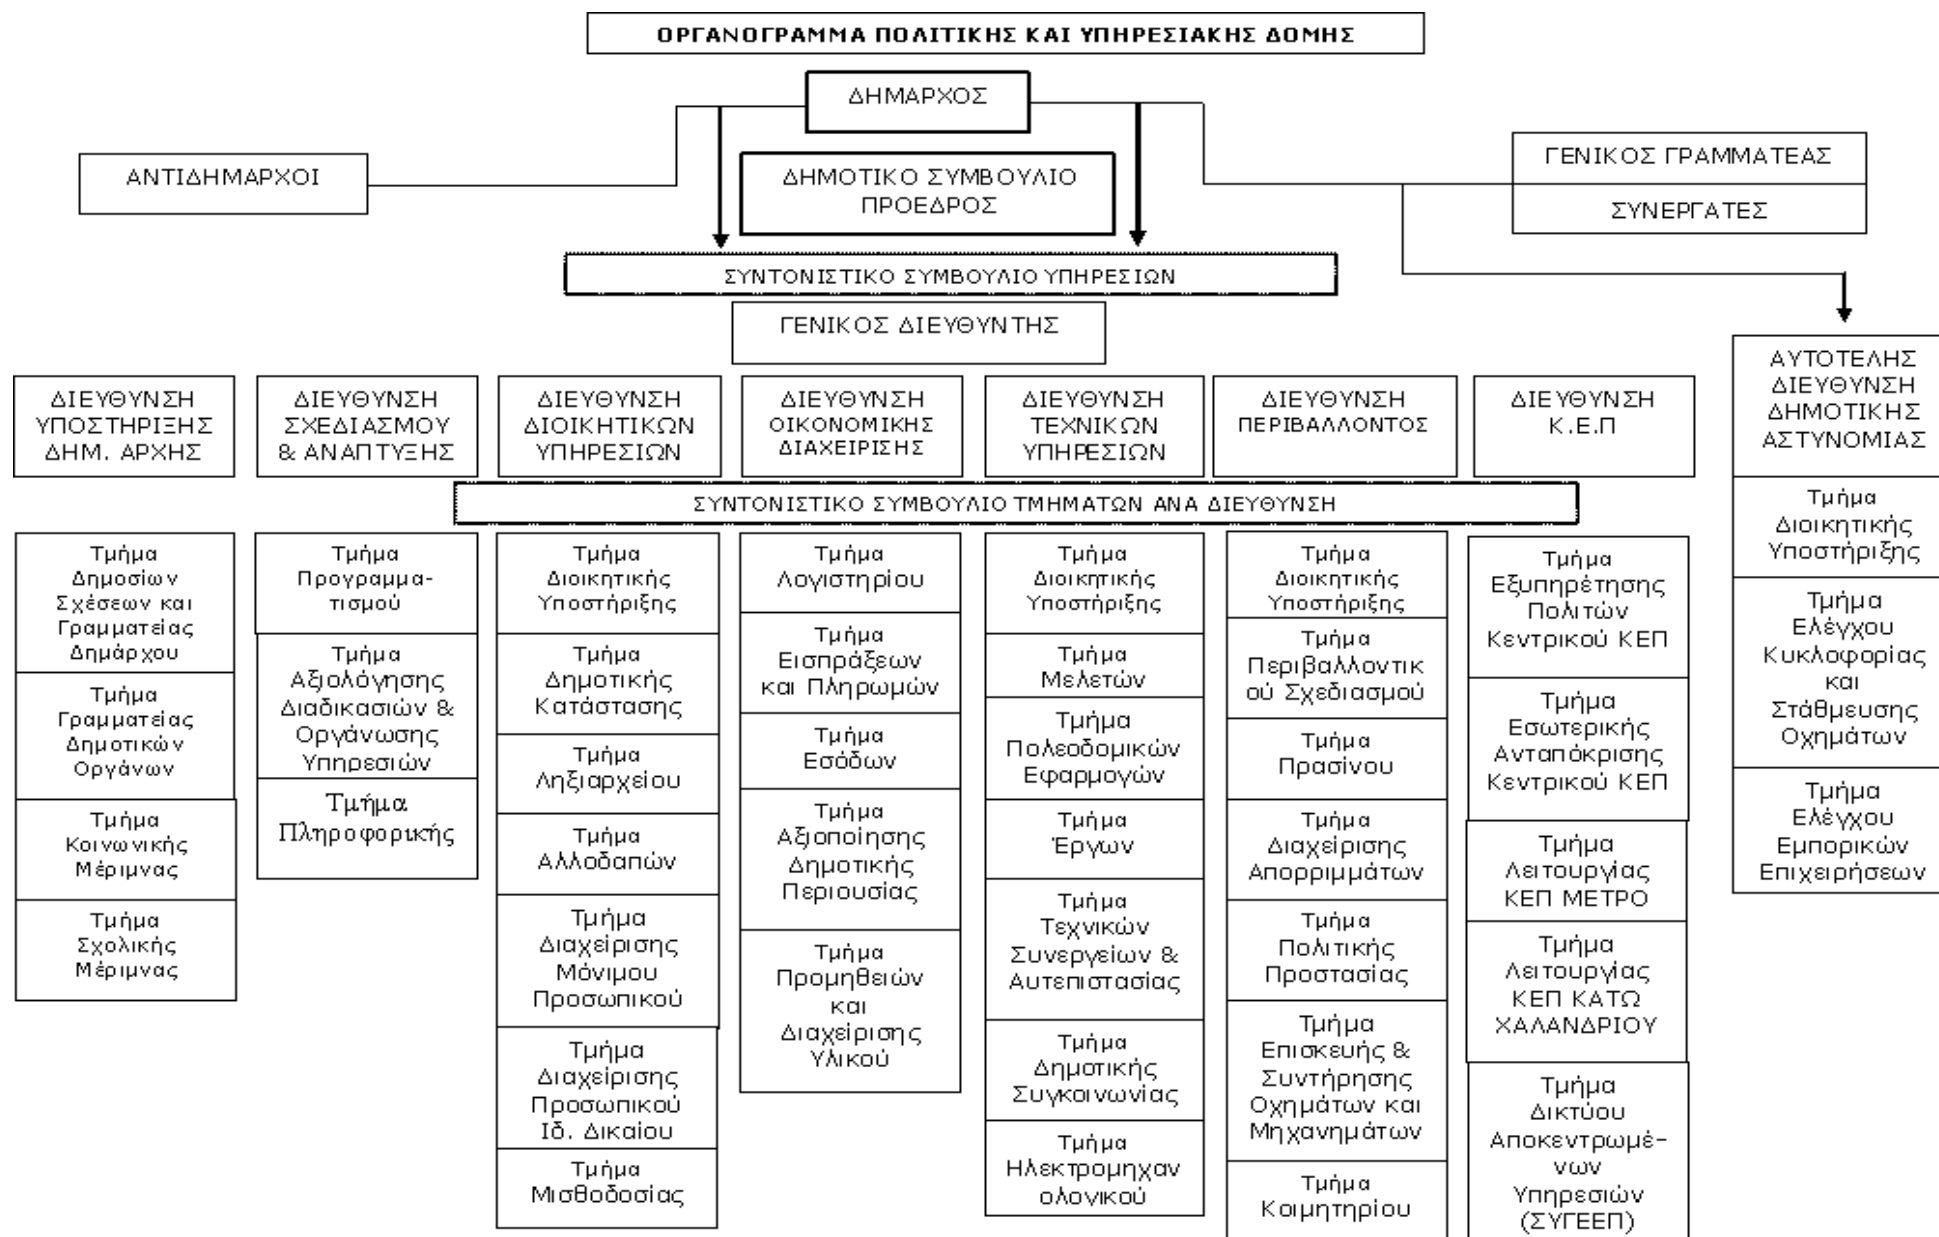 ΟΡΓΑΝΟΓΡΑΜΜΑ ΠΟΛΙΤΙΚΗΣ ΚΑΙ ΥΠΗΡΕΣΙΑΚΗΣ ΔΟΜΗΣ
ΔΗΜΑΡΧΟΣ
ΑΝΤΙΔΗΜΑΡΧΟΙ
ΔΗΜΟΤΙΚΟ ΣΥΜΒΟΥΛΙΟ
ΠΡΟΕΔΡΟΣ
ΓΕΝΙΚΟΣ ΓΡΑΜΜΑΤΕΑΣ
ΣΥΝΕΡΓΑΤΕΣ
ΣΥΝΤΟΝΙΣΤΙΚΟ ΣΥΜΒΟΥΛΙΟ ΥΠΗΡΕΣΙΩΝ
ΓΕΝΙΚΟΣ ΔΙΕΥΘΥΝΤΗΣ
ΔΙΕΥΘΥΝΣΗ
ΥΠΟΣΤΗΡΙΞΗΣ
ΔΗΜ. ΑΡΧΗΣ
ΔΙΕΥΘΥΝΣΗ
ΣΧΕΔΙΑΣΜΟΥ
& ΑΝΑΠΤΥΞΗΣ
ΔΙΕΥΘΥΝΣΗ
ΔΙΟΙΚΗΤΙΚΩΝ
ΥΠΗΡΕΣΙΩΝ
ΔΙΕΥΘΥΝΣΗ
ΟΙΚΟΝΟΜΙΚΗΣ
ΔΙΑΧΕΙΡΙΣΗΣ
ΔΙΕΥΘΥΝΣΗ
ΤΕΧΝΙΚΩΝ
ΥΠΗΡΕΣΙΩΝ
ΔΙΕΥΘΥΝΣΗ
ΠΕΡΙΒΑΛΛΟΝΤΟΣ
ΔΙΕΥΘΥΝΣΗ
Κ.Ε.Π
ΑΥΤΟΤΕΛΗΣ
ΔΙΕΥΘΥΝΣΗ
ΔΗΜΟΤΙΚΗΣ
ΑΣΤΥΝΟΜΙΑΣ
ΣΥΝΤΟΝΙΣΤΙΚΟ ΣΥΜΒΟΥΛΙΟ ΤΜΗΜΑΤΩΝ ΑΝΑ ΔΙΕΥΘΥΝΣΗ
Τμήμα
Δημοσίων
Σχέσεων και
Γραμματείας
Δημάρχου
Τμήμα
Γραμματείας
Δημοτικών
Οργάνων
Τμήμα
Κοινωνικής
Μέριμνας
Τμήμα
Σχολικής
Μέριμνας
Τμήμα
Προγραμμα-
τισμού
Τμήμα
Αξιολόγησης
Διαδικασιών &
Οργάνωσης
Υπηρεσιών
Τμήμα
Πληροφορικής
Τμήμα
Διοικητικής
Υποστήριξης
Τμήμα
Δημοτικής
Κατάστασης
Τμήμα
Ληξιαρχείου
Τμήμα
Αλλοδαπών
Τμήμα
Διαχείρισης
Μόνιμου
Προσωπικού
Τμήμα
Διαχείρισης
Προσωπικού
Ιδ. Δικαίου
Τμήμα
Μισθοδοσίας
Τμήμα
Λογιστηρίου
Τμήμα
Εισπράξεων
και Πληρωμών
Τμήμα
Εσόδων
Τμήμα
Αξιοποίησης
Δημοτικής
Περιουσίας
Τμήμα
Προμηθειών
και
Διαχείρισης
Υλικού
Τμήμα
Διοικητικής
Υποστήριξης
Τμήμα
Μελετών
Τμήμα
Πολεοδομικών
Εφαρμογών
Τμήμα
Έργων
Τμήμα
Τεχνικών
Συνεργείων &
Αυτεπιστασίας
Τμήμα
Δημοτικής
Συγκοινωνίας
Τμήμα
Ηλεκτρομηχαν
ολογικού
Τμήμα
Διοικητικής
Υποστήριξης
Τμήμα
Περιβαλλοντικ
ού Σχεδιασμού
Τμήμα
Πρασίνου
Τμήμα
Διαχείρισης
Απορριμμάτων
Τμήμα
Πολιτικής
Προστασίας
Τμήμα
Επισκευής &
Συντήρησης
Οχημάτων και
Μηχανημάτων
Τμήμα
Κοιμητηρίου
Τμήμα
Εξυπηρέτησης
Πολιτών
Κεντρικού ΚΕΠ
Τμήμα
Εσωτερικής
Ανταπόκρισης
Κεντρικού ΚΕΠ
Τμήμα
Λειτουργίας
ΚΕΠ ΜΕΤΡΟ
Τμήμα
Λειτουργίας
ΚΕΠ ΚΑΤΩ
ΧΑΛΑΝΔΡΙΟΥ
Τμήμα
Δικτύου
Αποκεντρωμέ-
νων
Υπηρεσιών
(ΣΥΓΕΕΠ)
Τμήμα
Διοικητικής
Υποστήριξης
Τμήμα
Ελέγχου
Κυκλοφορίας
και
Στάθμευσης
Οχημάτων
Τμήμα
Ελέγχου
Εμπορικών
Επιχειρήσεων